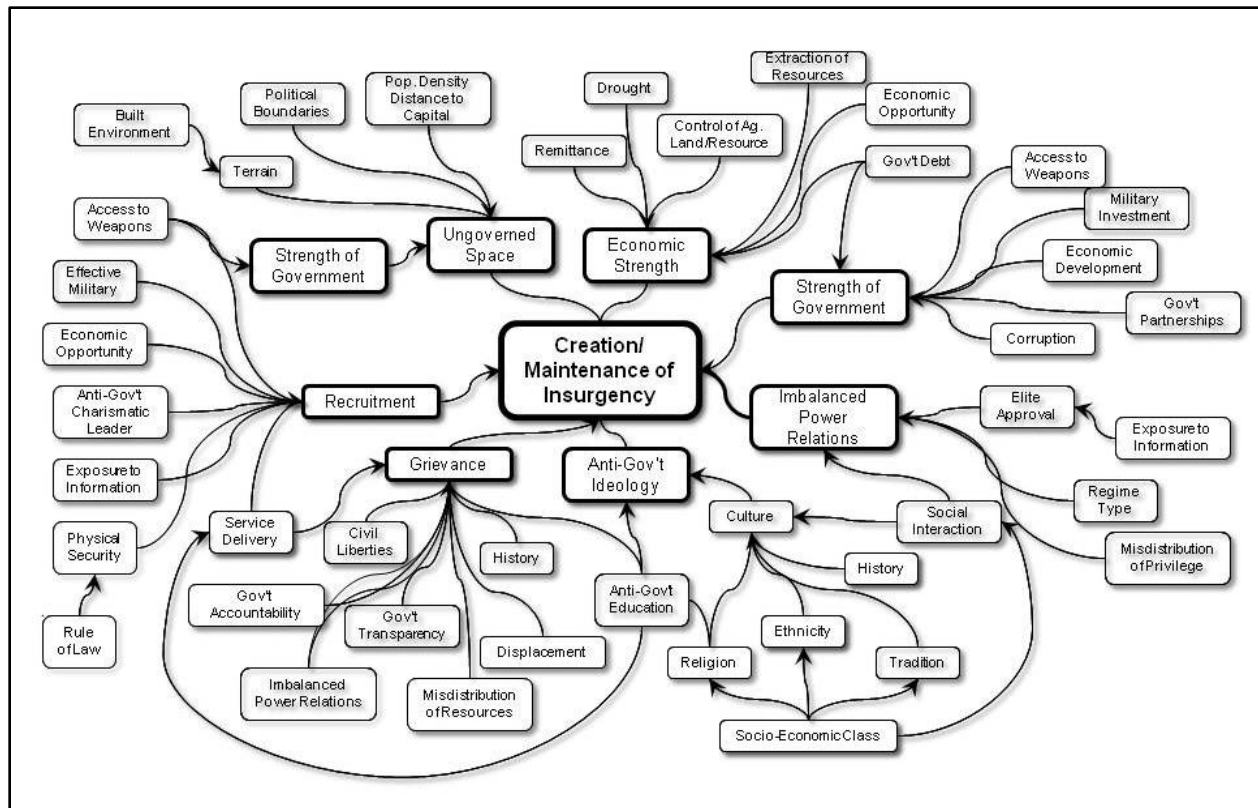 Extraction of
Resources
Pop. Density
Distance to
Capital
Drought
Political
Boundaries
Economic
Opportunity
Built
Environment
Control of Ag.
Land/Resource
Remittance
Gov't Debt
Access to
Weapons
Terrain
Access to
Weapons
Military
Investment
Ungoverned
Space
Economic
Strength
Strength of
Government
Effective
Military
Economic
Development
Strength of
Government
Gov't
Partnerships
Economic
Opportunity
Corruption
Creation/
Maintenance of
Insurgency
Anti-Gov't
Charismatic
Leader
Recruitment
Imbalanced
Power
Relations
Elite
Approval
Exposure to
Information
Exposure to
Information
Grievance
Anti-Gov't
Ideology
Regime
Type
Service
Delivery
Civil
Liberties
Culture
Social
Interaction
Physical
Security
History
History
Misdistribution
of Privilege
Gov't
Accountability
Gov't
Transparency
Anti-Gov't
Education
Ethnicity
Rule
of Law
Displacement
Religion
Tradition
Imbalanced
Power Relations
Misdistribution
of Resources
Socio-Economic Class